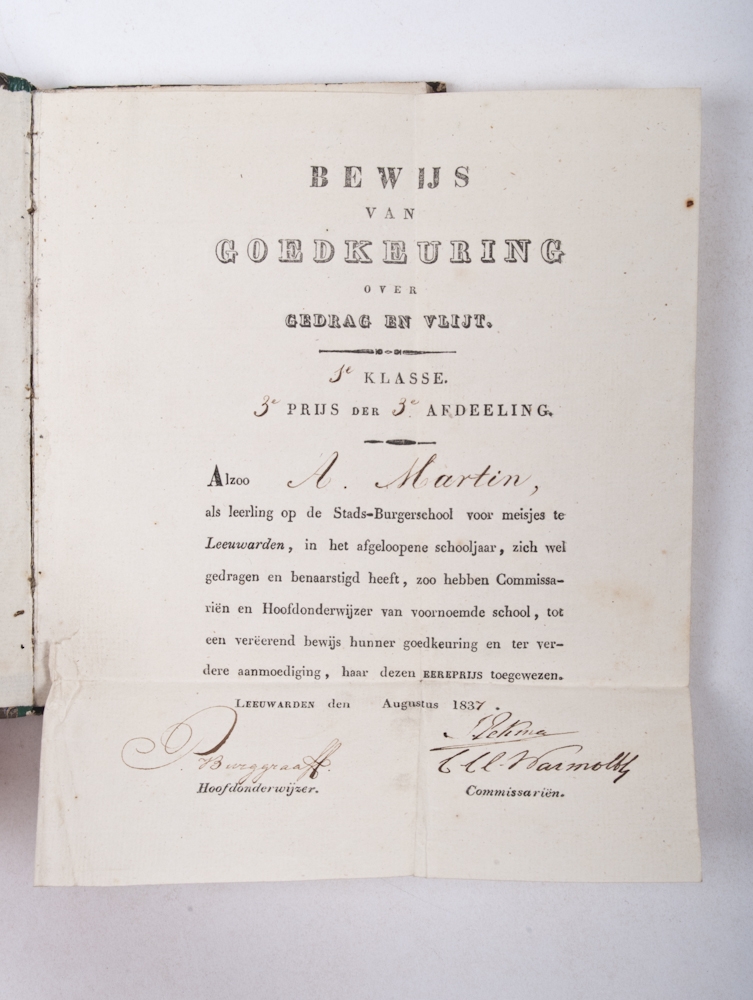 BEWIJS
VAN
GOEDKEURING
OVER
GEDRAG EN VLIJT.
1e KLASSE.
3e PRIJS DER 3e AFDEELING.
Alzoo A. Martin,
als leerling op de Stads-Burgerschool voor meisjes te
Leeuwarden, in het afgeloopene schooljaar, zich wel
gedragen en benaarstigd heeft, zoo hebben Commissa-
riën en Hoofdonderwijzer van voornoemde school, tot
een verëerend bewijs hunner goedkeuring en ter ver-
dere aanmoediging, haar dezen EEREPRIJS toegewezen.
LEEUWARDEN den Augustus 1837.
P. Burggraaff.
Hoofdonderwijzer.
Commissariën.